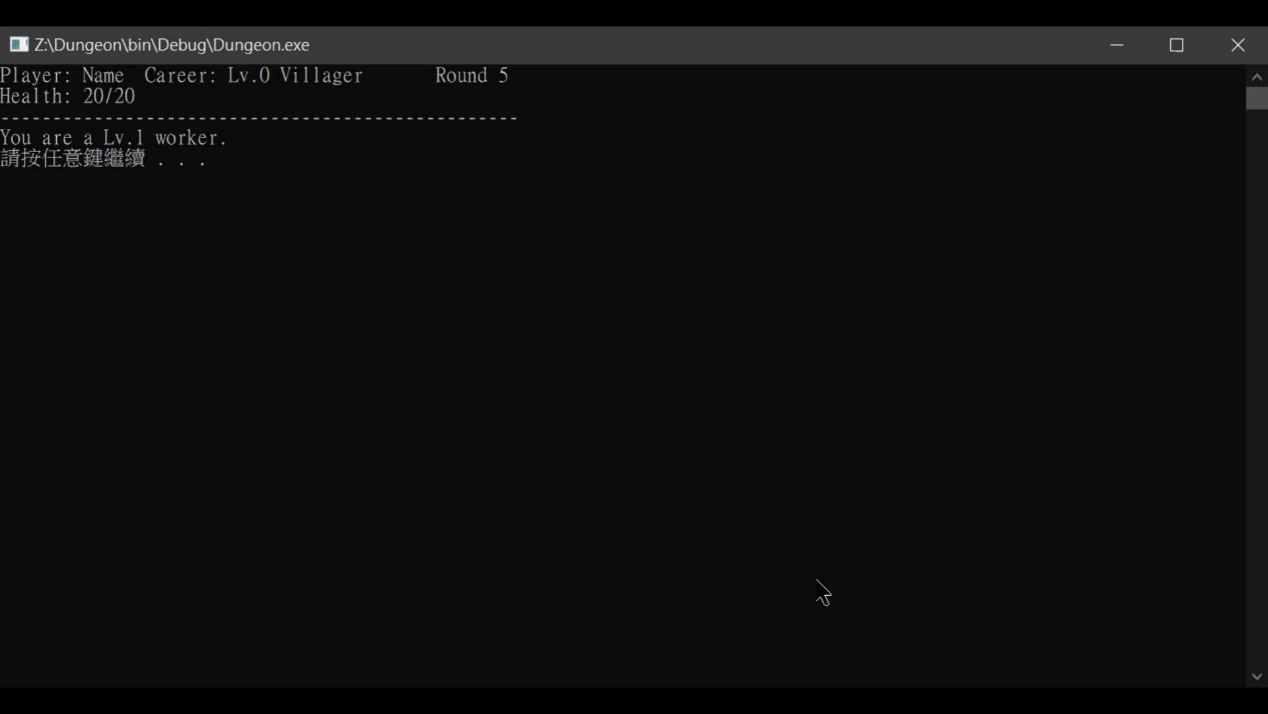 Z:\Dungeon\bin\Debug\Dungeon.exe
Player: Name  Career: Lv.0 Villager       Round 5
Health: 20/20
--------------------------------------------------
You are a Lv.1 worker.
請按任意鍵繼續 . . .